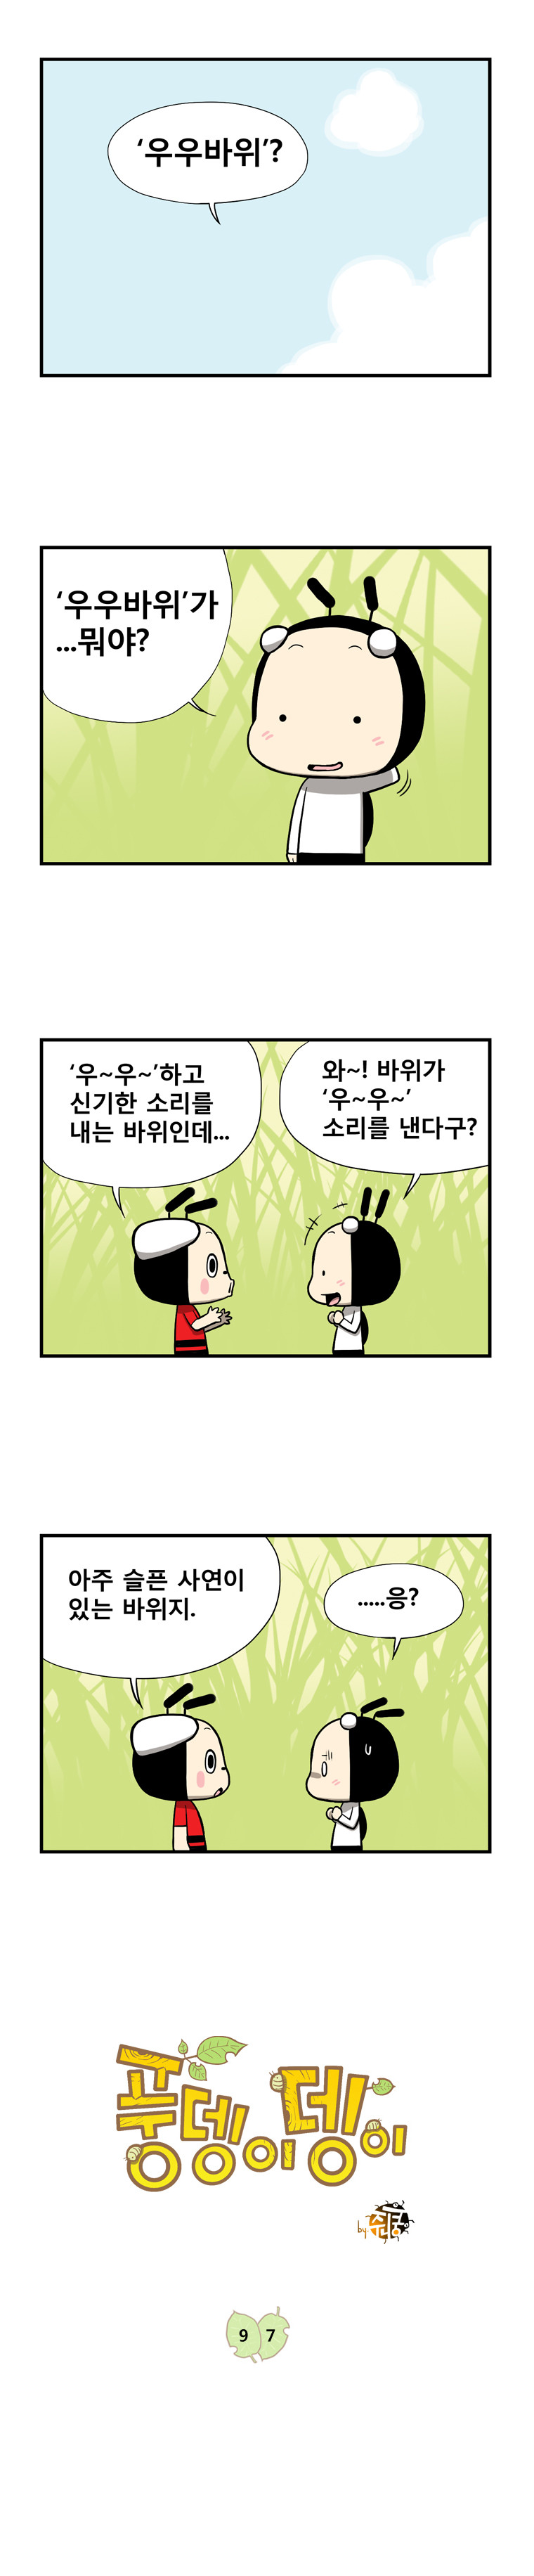 ‘우우바위’?
‘우우바위’가
...뭐야?
‘우~우~’하고
신기한 소리를
내는 바위인데...
와~! 바위가
‘우~우~’
소리를 낸다구?
아주 슬픈 사연이
있는 바위지.
.....응?
풍뎅이뎅이
by.
9 7